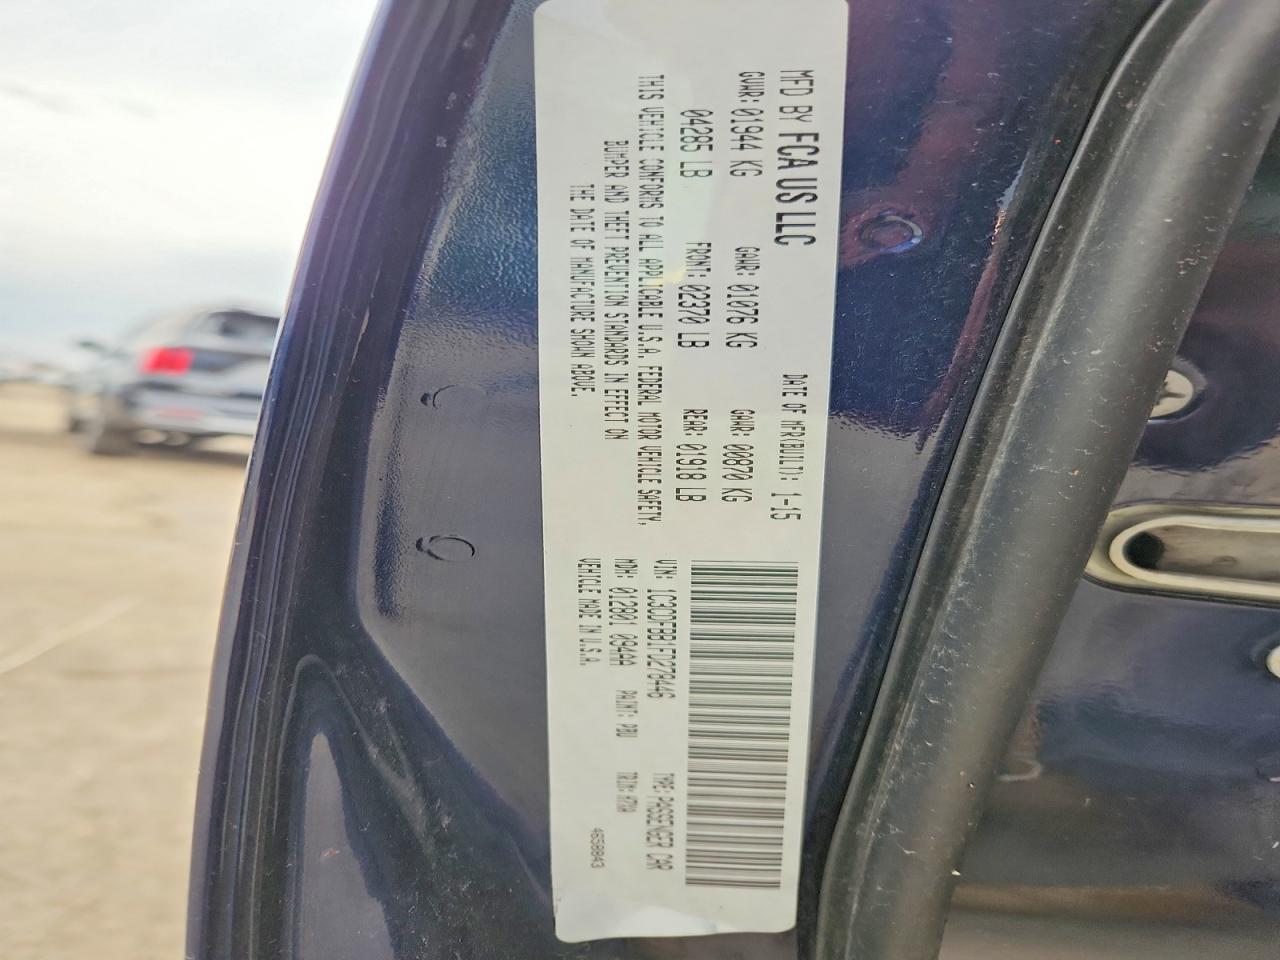 MFD BY FCA US LLC DATE OF MFR(BUILT): 1-15
GVWR: 01944 KG GAWR: 01076 KG GAWR: 00870 KG
04285 LB FRONT: 02370 LB REAR: 01918 LB
THIS VEHICLE CONFORMS TO ALL APPLICABLE U.S.A. FEDERAL MOTOR VEHICLE SAFETY,
BUMPER AND THEFT PREVENTION STANDARDS IN EFFECT ON
THE DATE OF MANUFACTURE SHOWN ABOVE.
VIN: 1C3CDFBB1FD278446 TYPE: PASSENGER CAR
MDH: 012801 094AA PAINT: PBU TRIM:
VEHICLE MADE IN U.S.A. 4658843